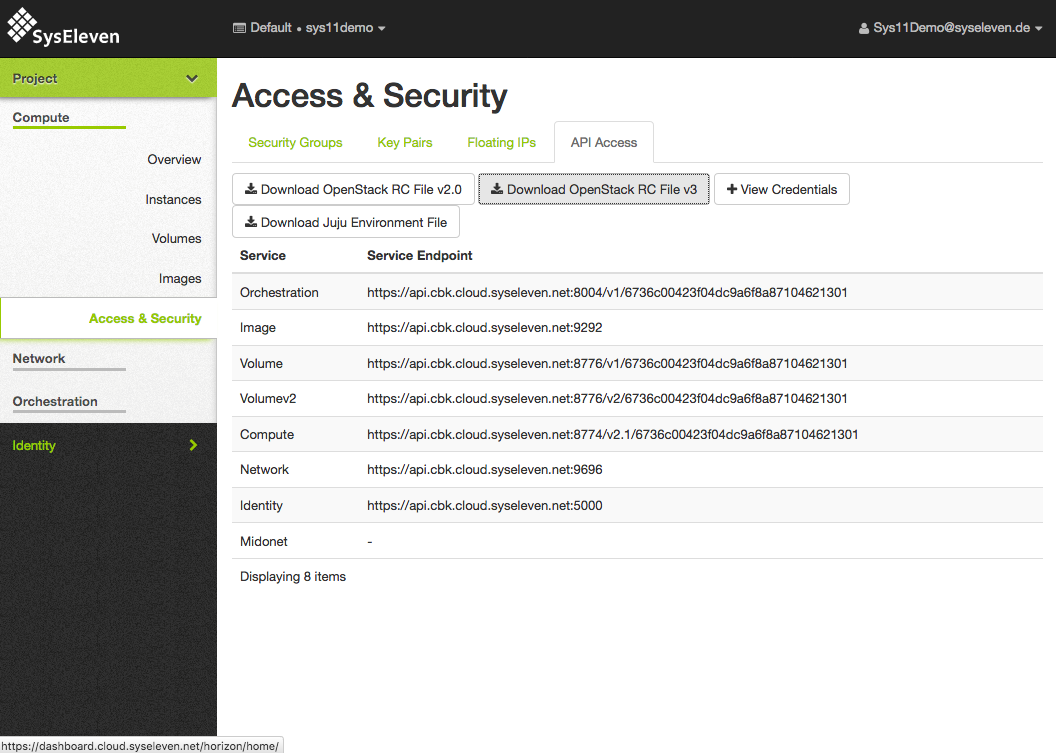 SysEleven
Default • sys11demo
Sys11Demo@syseleven.de
Project
Compute
Overview
Instances
Volumes
Images
Access & Security
Network
Orchestration
Identity
Access & Security
Security Groups Key Pairs Floating IPs API Access
Download OpenStack RC File v2.0 Download OpenStack RC File v3 View Credentials
Download Juju Environment File
Service Service Endpoint
Orchestration https://api.cbk.cloud.syseleven.net:8004/v1/6736c00423f04dc9a6f8a87104621301
Image https://api.cbk.cloud.syseleven.net:9292
Volume https://api.cbk.cloud.syseleven.net:8776/v1/6736c00423f04dc9a6f8a87104621301
Volumev2 https://api.cbk.cloud.syseleven.net:8776/v2/6736c00423f04dc9a6f8a87104621301
Compute https://api.cbk.cloud.syseleven.net:8774/v2.1/6736c00423f04dc9a6f8a87104621301
Network https://api.cbk.cloud.syseleven.net:9696
Identity https://api.cbk.cloud.syseleven.net:5000
Midonet -
Displaying 8 items
https://dashboard.cloud.syseleven.net/horizon/home/